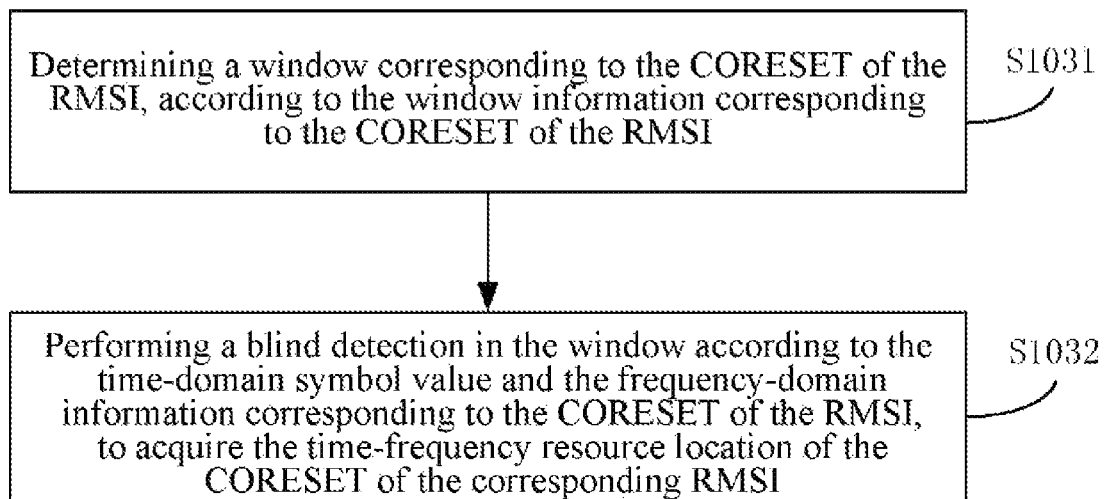 Determining a window corresponding to the CORESET of the
RMSI, according to the window information corresponding
to the CORESET of the RMSI
S1031
Performing a blind detection in the window according to the
time-domain symbol value and the frequency-domain
information corresponding to the CORESET of the RMSI,
to acquire the time-frequency resource location of the
CORESET of the corresponding RMSI
S1032